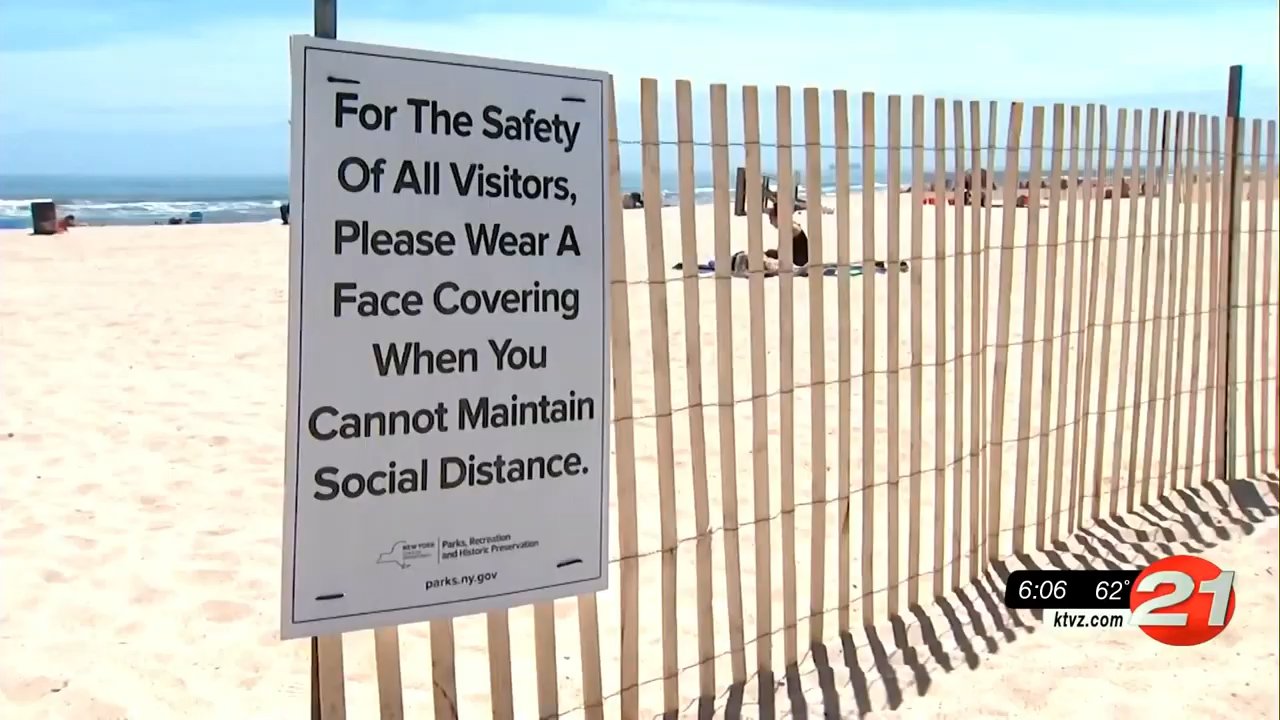 For The Safety
Of All Visitors,
Please Wear A
Face Covering
When You
Cannot Maintain
Social Distance.
NEW YORK
Parks, Recreation
and Historic Preservation
parks.ny.gov
6:06 62°
21
ktvz.com